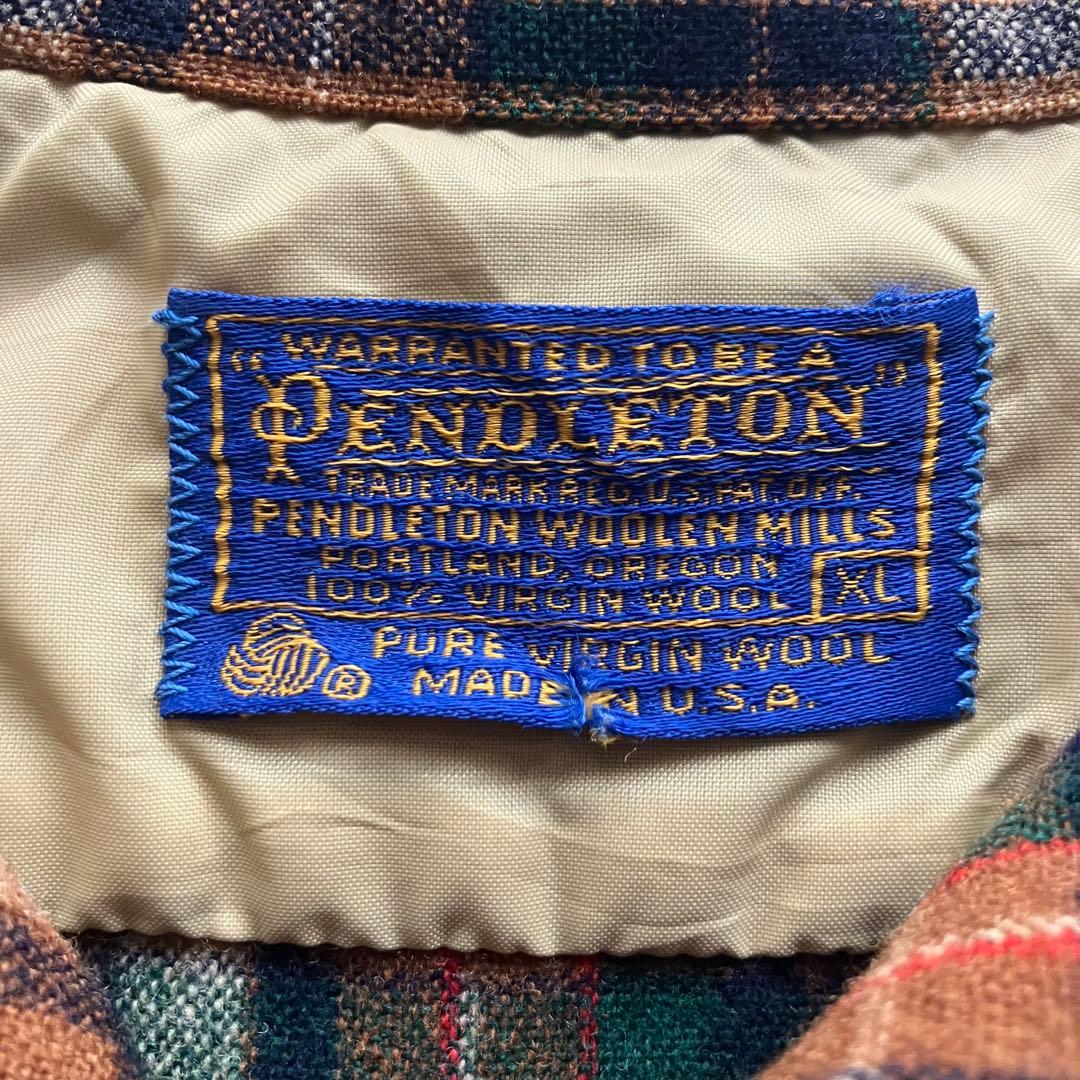 WARRANTED TO BE A
"PENDLETON"
TRADE MARK REG. U.S. PAT. OFF.
PENDLETON WOOLEN MILLS
PORTLAND, OREGON
100% VIRGIN WOOL XL
PURE VIRGIN WOOL
® MADE IN U.S.A.